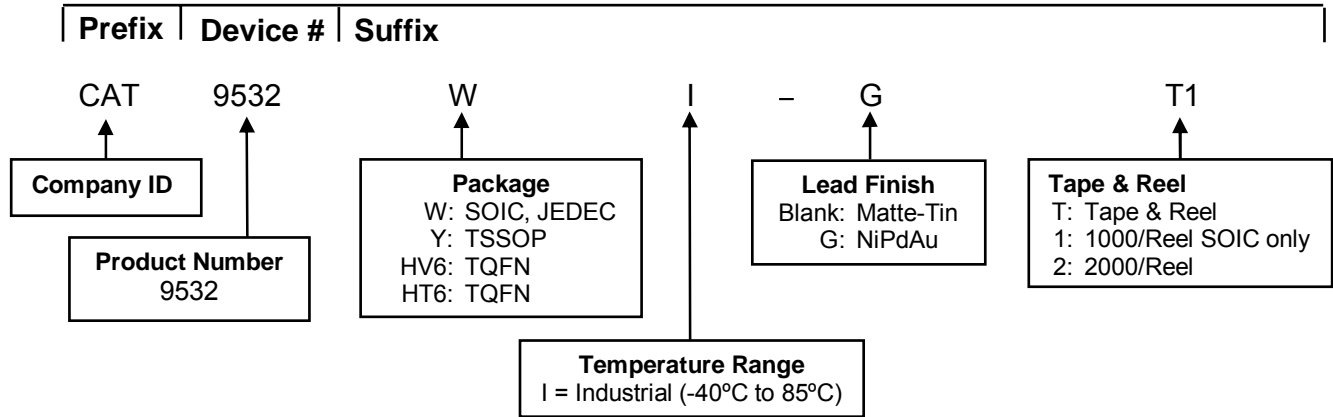 Prefix Device # Suffix
CAT 9532 W I – G T1
Company ID
Product Number
9532
Package
W: SOIC, JEDEC
Y: TSSOP
HV6: TQFN
HT6: TQFN
Temperature Range
I = Industrial (-40ºC to 85ºC)
Lead Finish
Blank: Matte-Tin
G: NiPdAu
Tape & Reel
T: Tape & Reel
1: 1000/Reel SOIC only
2: 2000/Reel